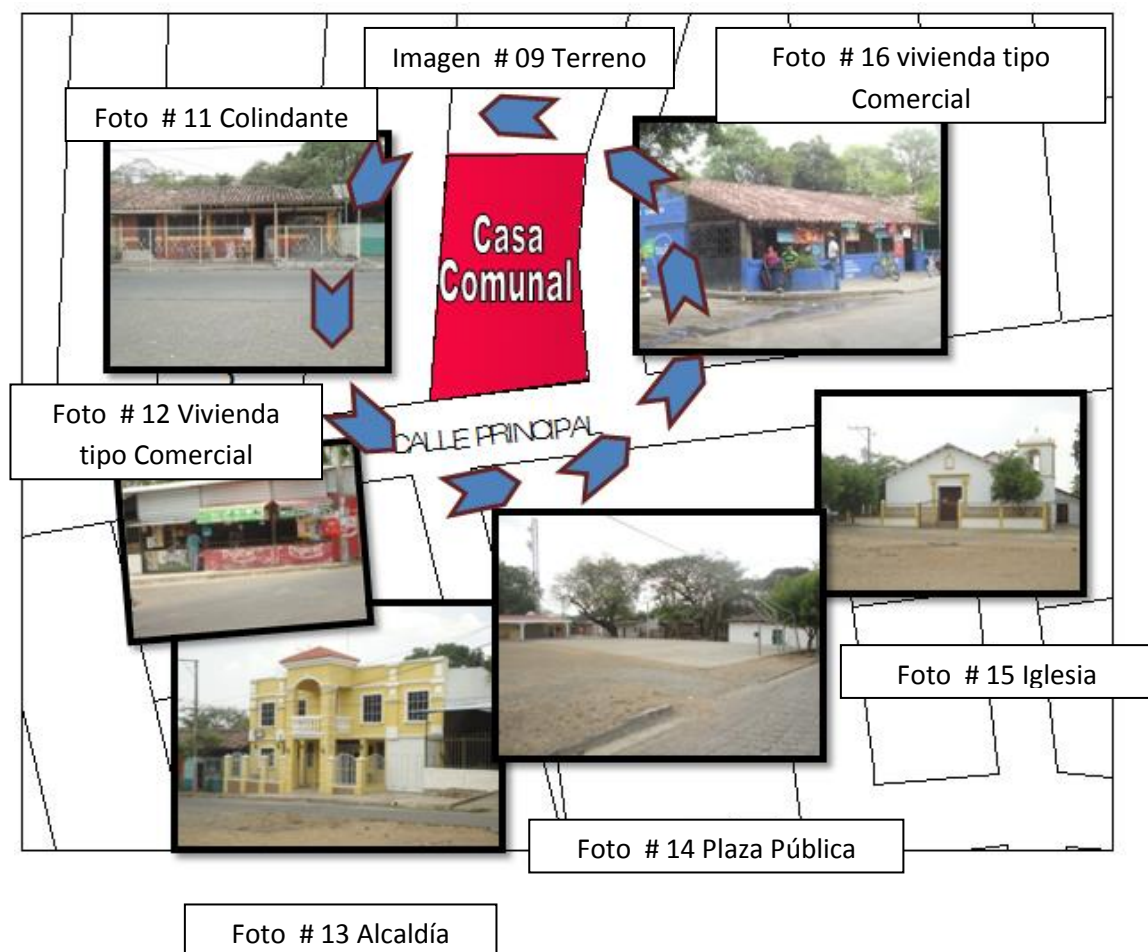 Imagen # 09 Terreno
Foto # 16 vivienda tipo
Comercial
Foto # 11 Colindante
Casa
Comunal
Foto # 12 Vivienda
tipo Comercial
CALLE PRINCIPAL
Foto # 15 Iglesia
Foto # 14 Plaza Pública
Foto # 13 Alcaldía